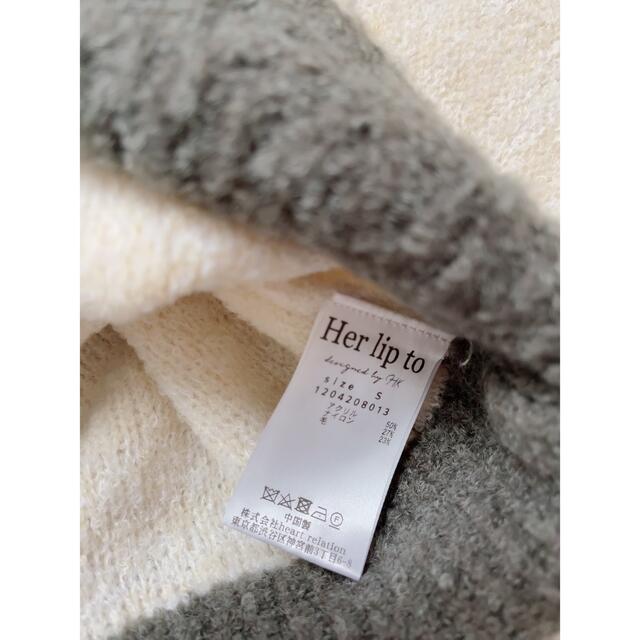 Her lip to
designed by HK
size S
1204208013
アクリル 50%
ナイロン 27%
毛 23%
F
中国製
株式会社heart relation
東京都渋谷区神宮前3丁目6-8